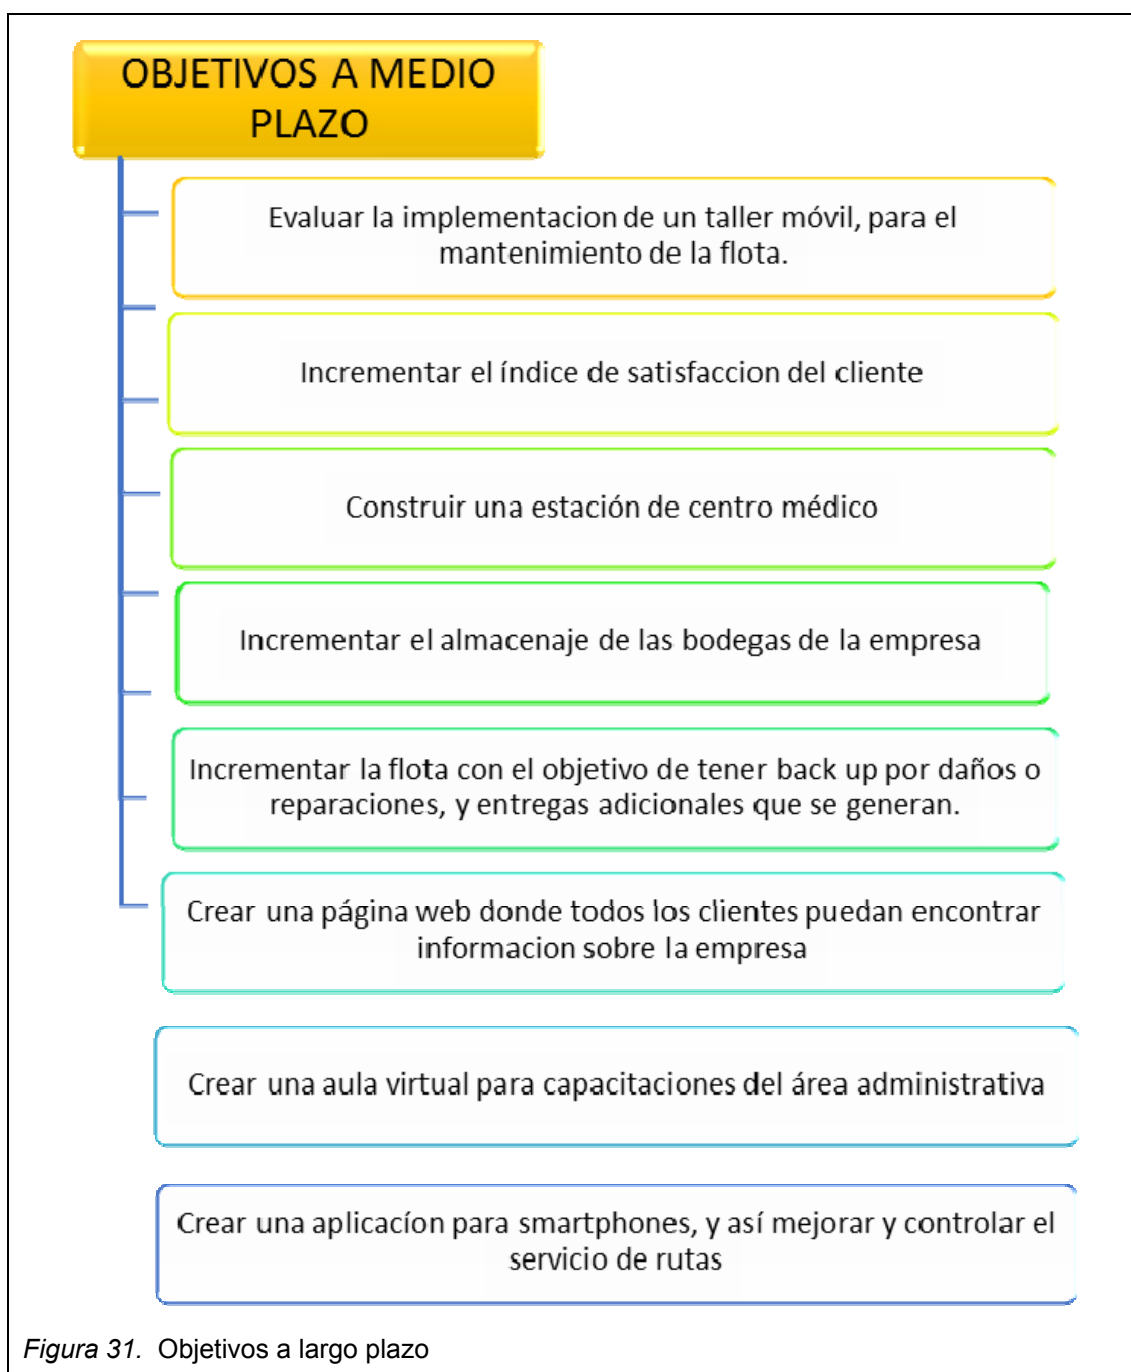 OBJETIVOS A MEDIO
PLAZO
Evaluar la implementacion de un taller móvil, para el
mantenimiento de la flota.
Incrementar el índice de satisfaccion del cliente
Construir una estación de centro médico
Incrementar el almacenaje de las bodegas de la empresa
Incrementar la flota con el objetivo de tener back up por daños o
reparaciones, y entregas adicionales que se generan.
Crear una página web donde todos los clientes puedan encontrar
informacion sobre la empresa
Crear una aula virtual para capacitaciones del área administrativa
Crear una aplicacíon para smartphones, y así mejorar y controlar el
servicio de rutas
Figura 31. Objetivos a largo plazo